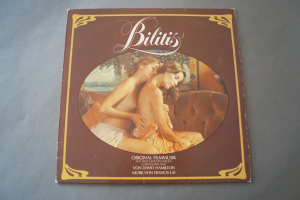 Bilitis
ORIGINAL FILMMUSIK
VON DAVID HAMILTON
MUSIK VON FRANCIS LAI